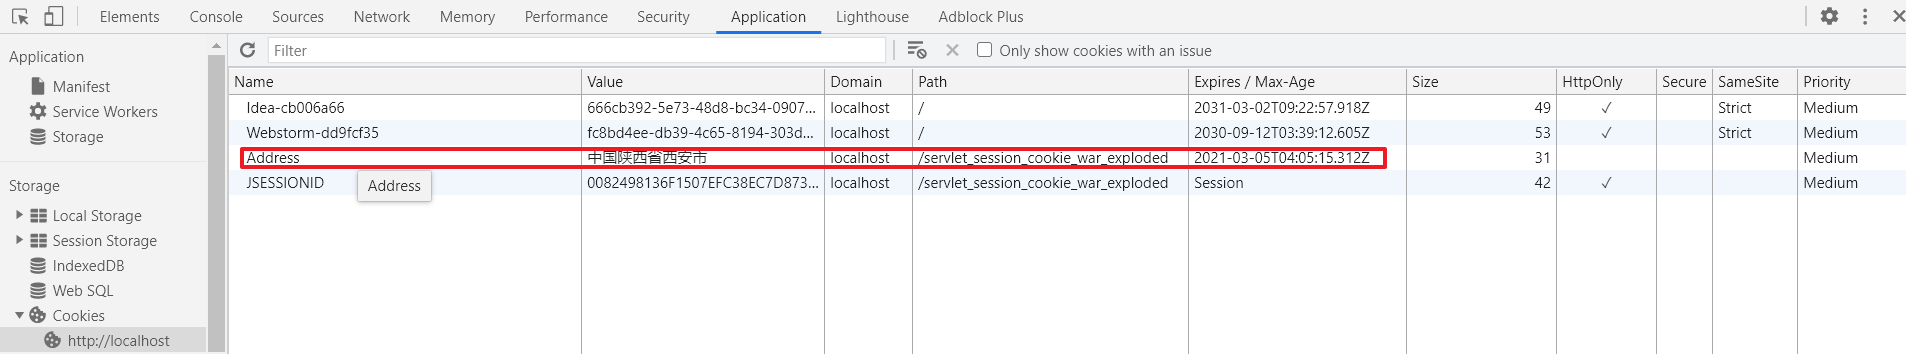 Elements Console Sources Network Memory Performance Security Application Lighthouse Adblock Plus
Application
Manifest
Service Workers
Storage
Storage
Local Storage
Session Storage
IndexedDB
Web SQL
Cookies
http://localhost
Filter Only show cookies with an issue
Name Value Domain Path Expires / Max-Age Size HttpOnly Secure SameSite Priority
Idea-cb006a66 666cb392-5e73-48d8-bc34-0907... localhost / 2031-03-02T09:22:57.918Z 49 ✓ Strict Medium
Webstorm-dd9fcf35 fc8bd4ee-db39-4c65-8194-303d... localhost / 2030-09-12T03:39:12.605Z 53 ✓ Strict Medium
Address 中国陕西省西安市 localhost /servlet_session_cookie_war_exploded 2021-03-05T04:05:15.312Z 31 Medium
JSESSIONID 0082498136F1507EFC38EC7D873... localhost /servlet_session_cookie_war_exploded Session 42 ✓ Medium
Address